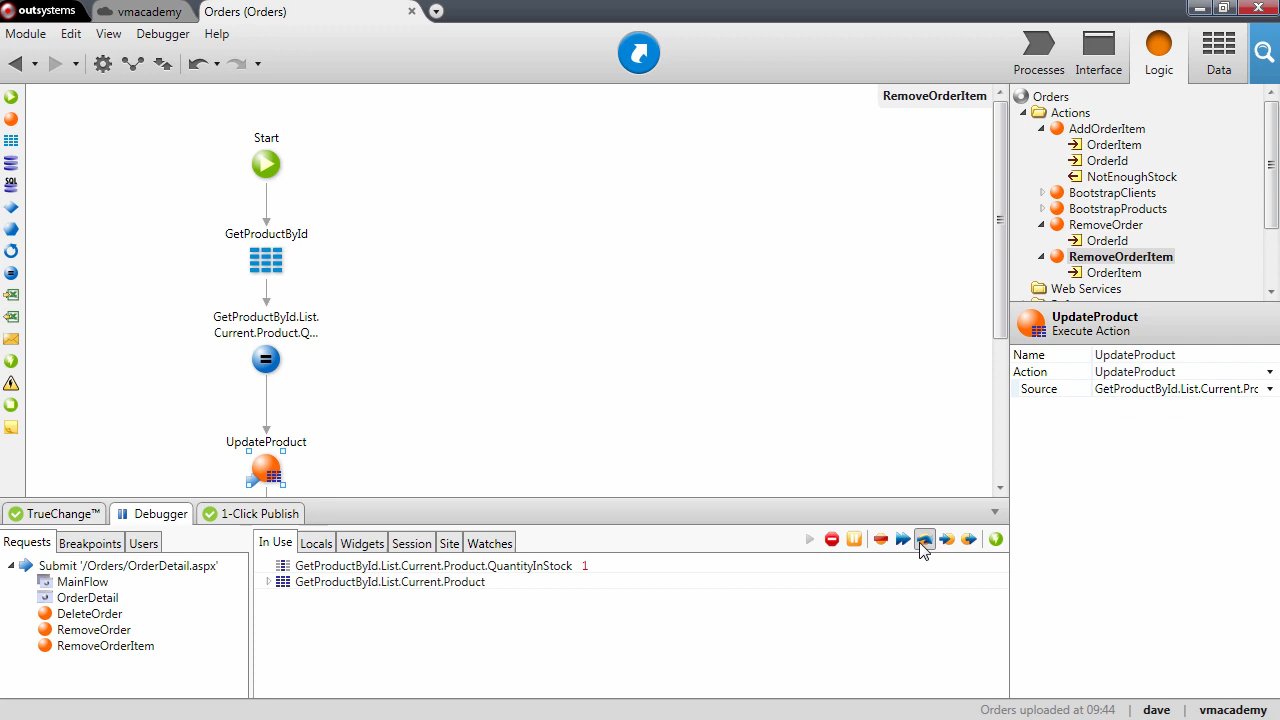 outsystems
vmacademy
Orders (Orders)
Module Edit View Debugger Help
Processes Interface Logic Data
RemoveOrderItem
Start
GetProductById
GetProductById.List.
Current.Product.Q...
UpdateProduct
Orders
Actions
AddOrderItem
OrderItem
OrderId
NotEnoughStock
BootstrapClients
BootstrapProducts
RemoveOrder
OrderId
RemoveOrderItem
OrderItem
Web Services
UpdateProduct
Execute Action
Name UpdateProduct
Action UpdateProduct
Source GetProductById.List.Current.Prc
SQL
TrueChange™ Debugger 1-Click Publish
Requests Breakpoints Users
Submit '/Orders/OrderDetail.aspx'
MainFlow
OrderDetail
DeleteOrder
RemoveOrder
RemoveOrderItem
In Use Locals Widgets Session Site Watches
GetProductById.List.Current.Product.QuantityInStock 1
GetProductById.List.Current.Product
Orders uploaded at 09:44 dave vmacademy